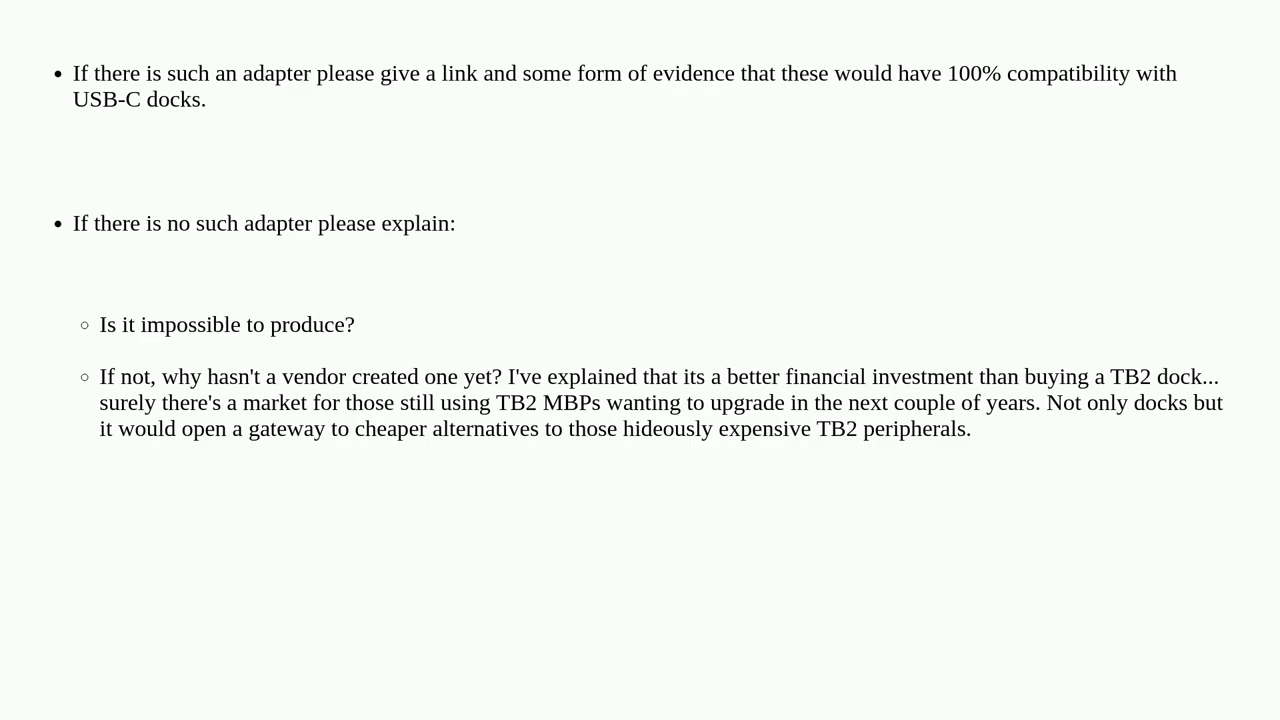 If there is such an adapter please give a link and some form of evidence that these would have 100% compatibility with
USB-C docks.
If there is no such adapter please explain:
Is it impossible to produce?
If not, why hasn't a vendor created one yet? I've explained that its a better financial investment than buying a TB2 dock...
surely there's a market for those still using TB2 MBPs wanting to upgrade in the next couple of years. Not only docks but
it would open a gateway to cheaper alternatives to those hideously expensive TB2 peripherals.